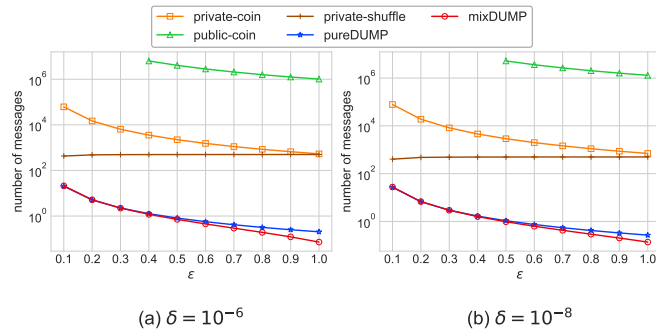 private-coin private-shuffle mixDUMP
public-coin pureDUMP
number of messages
10^6
10^4
10^2
10^0
0.1 0.2 0.3 0.4 0.5 0.6 0.7 0.8 0.9 1.0
ε
(a) δ = 10^-6
number of messages
10^6
10^4
10^2
10^0
0.1 0.2 0.3 0.4 0.5 0.6 0.7 0.8 0.9 1.0
ε
(b) δ = 10^-8